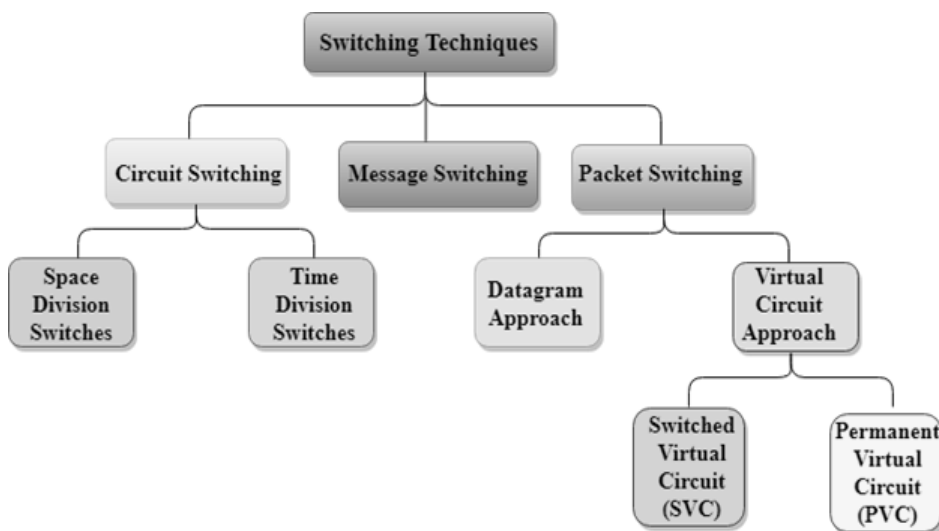 Switching Techniques
Circuit Switching
Message Switching
Packet Switching
Space
Division
Switches
Time
Division
Switches
Datagram
Approach
Virtual
Circuit
Approach
Switched
Virtual
Circuit
(SVC)
Permanent
Virtual
Circuit
(PVC)